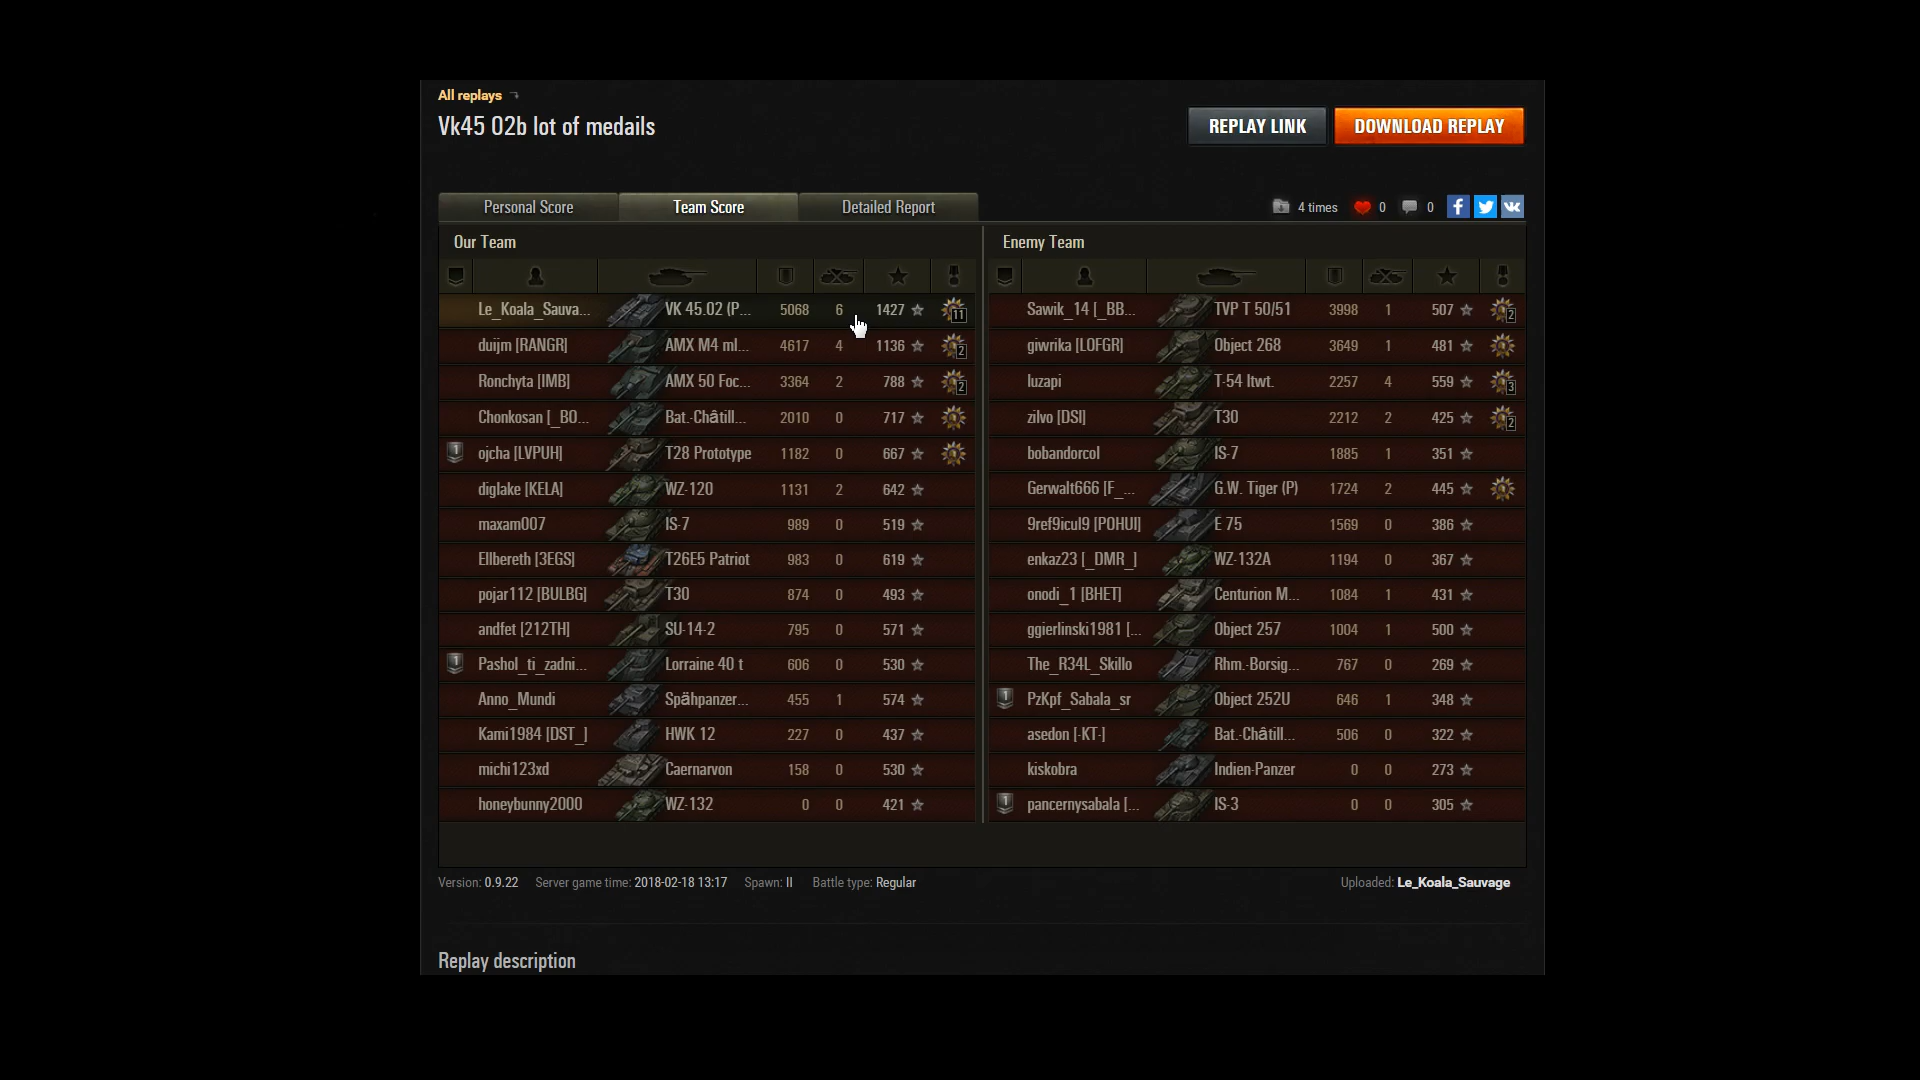 All replays
Vk45 02b lot of medails
REPLAY LINK
DOWNLOAD REPLAY
Personal Score
Team Score
Detailed Report
4 times 0 0
Our Team
Le_Koala_Sauva... VK 45.02 (P... 5068 6 1427 11
duijm [RANGR] AMX M4 ml... 4617 4 1136 2
Ronchyta [IMB] AMX 50 Foc... 3364 2 788 2
Chonkosan [_BO... Bat.-Châtill... 2010 0 717
1 ojcha [LVPUH] T28 Prototype 1182 0 667
diglake [KELA] WZ-120 1131 2 642
maxam007 IS-7 989 0 519
Ellbereth [3EGS] T26E5 Patriot 983 0 619
pojar112 [BULBG] T30 874 0 493
andfet [212TH] SU-14-2 795 0 571
1 Pashol_ti_zadni... Lorraine 40 t 606 0 530
Anno_Mundi Spähpanzer... 455 1 574
Kami1984 [DST_] HWK 12 227 0 437
michi123xd Caernarvon 158 0 530
honeybunny2000 WZ-132 0 0 421
Enemy Team
Sawik_14 [_BB... TVP T 50/51 3998 1 507 2
giwrika [LOFGR] Object 268 3649 1 481
luzapi T-54 ltwt. 2257 4 559 3
zilvo [DSI] T30 2212 2 425 2
bobandorcol IS-7 1885 1 351
Gerwalt666 [F_... G.W. Tiger (P) 1724 2 445
9ref9icul9 [POHUI] E 75 1569 0 386
enkaz23 [_DMR_] WZ-132A 1194 0 367
onodi_1 [BHET] Centurion M... 1084 1 431
ggierlinski1981 [... Object 257 1004 1 500
The_R34L_Skillo Rhm.-Borsig... 767 0 269
1 PzKpf_Sabala_sr Object 252U 646 1 348
asedon [-KT-] Bat.-Châtill... 506 0 322
kiskobra Indien-Panzer 0 0 273
1 pancernysabala [... IS-3 0 0 305
Version: 0.9.22 Server game time: 2018-02-18 13:17 Spawn: II Battle type: Regular
Uploaded: Le_Koala_Sauvage
Replay description